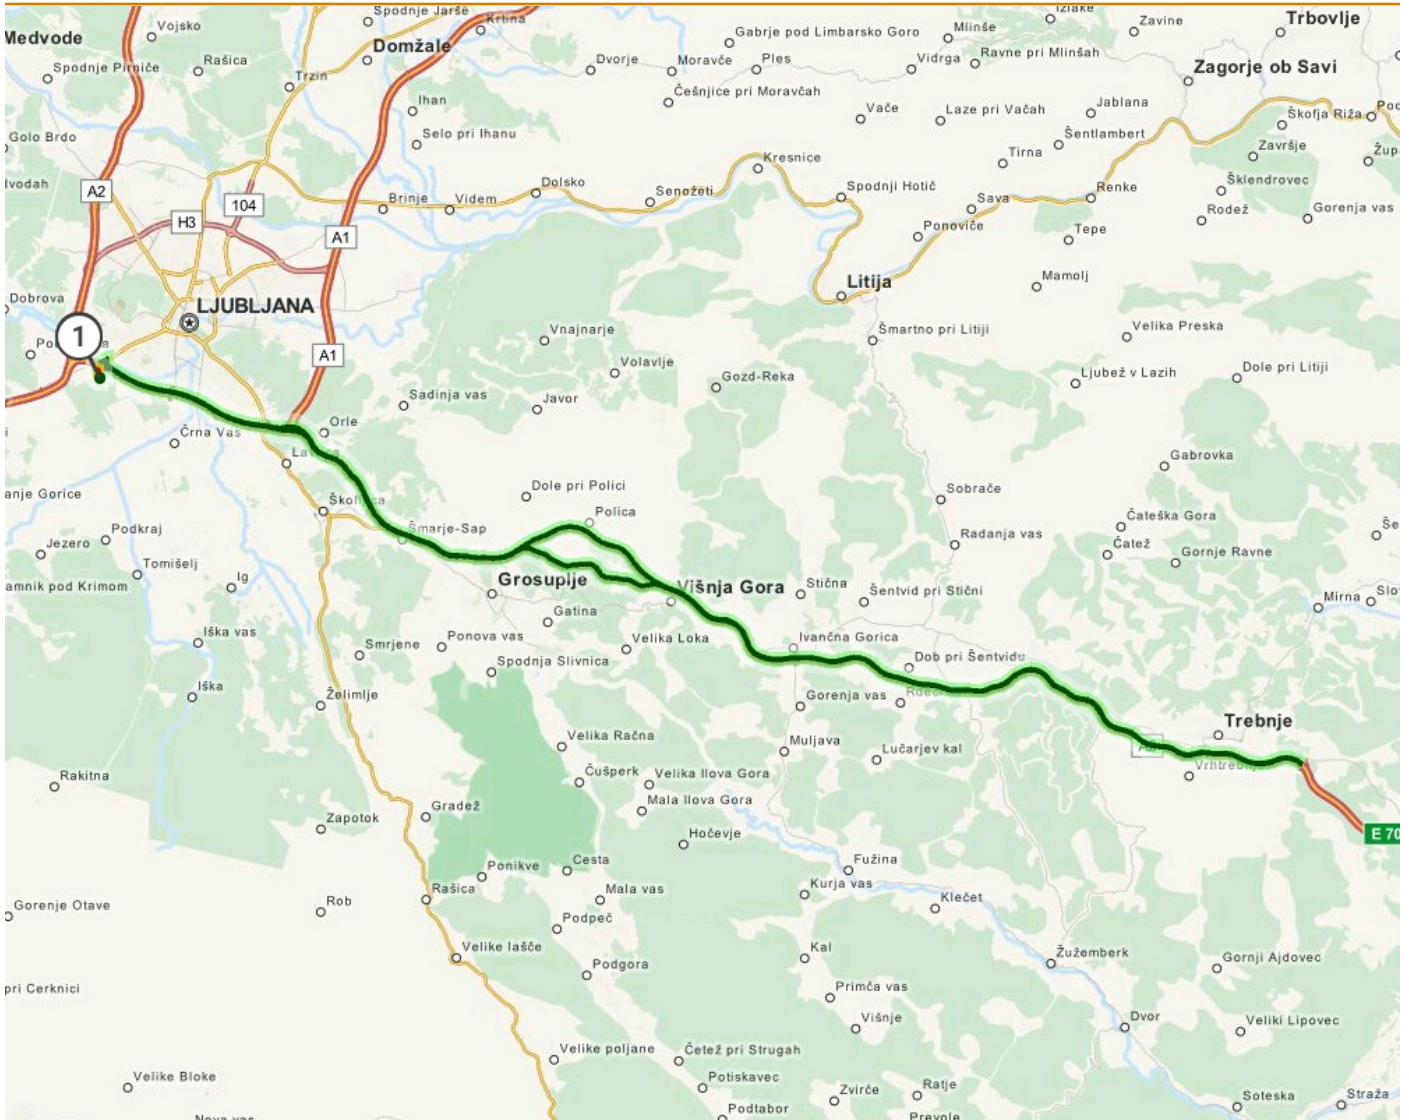 Spodnje Jarše
Krtina
Izlake
Zavine
Trbovlje
Vojsko
Medvode
Domžale
Gabrje pod Limbarsko Goro
Mlinše
Ravne pri Mlinšah
Spodnje Pirniče
Rašica
Trzin
Dvorje
Moravče
Ples
Vidrga
Zagorje ob Savi
Ihan
Češnjice pri Moravčah
Vače
Laze pri Vačah
Jablana
Škofja Riža
Golo Brdo
Selo pri Ihanu
Šentlambert
Tirna
Završje
Kresnice
Šklendrovec
A2
Brinje
Videm
Dolsko
Senožeti
Spodnji Hotič
Sava
Renke
104
H3
A1
Ponoviče
Tepe
Rodež
Gorenja vas
Litija
Mamolj
Dobrova
LJUBLJANA
1
A1
Vnajnarje
Šmartno pri Litiji
Velika Preska
Volavlje
Gozd-Reka
Ljubež v Lazih
Dole pri Litiji
Sadinja vas
Javor
Orle
Črna Vas
Gabrovka
Dole pri Polici
Sobrače
Polica
Čateška Gora
Podkraj
Šmarje-Sap
Radanja vas
Čatež
Gornje Ravne
Jezero
Tomišelj
Ig
Grosuplje
Višnja Gora
Stična
Šentvid pri Stični
Mirna
Gatina
Iška vas
Smrjene
Ponova vas
Velika Loka
Ivančna Gorica
Spodnja Slivnica
Dob pri Šentvidu
Iška
Želimlje
Gorenja vas
Trebnje
Velika Račna
Muljava
Lučarjev kal
Rakitna
Čušperk
Velika Ilova Gora
Mala Ilova Gora
E 70
Zapotok
Gradež
Hočevje
Ponikve
Cesta
Fužina
Gorenje Otave
Rob
Rašica
Mala vas
Kurja vas
Klečet
Podpeč
Velike lašče
Kal
Žužemberk
Podgora
Gornji Ajdovec
pri Cerknici
Primča vas
Višnje
Dvor
Veliki Lipovec
Velike poljane
Četež pri Strugah
Velike Bloke
Potiskavec
Zvirče
Ratje
Soteska
Straža
Nova vas
Podtabor
Prevole